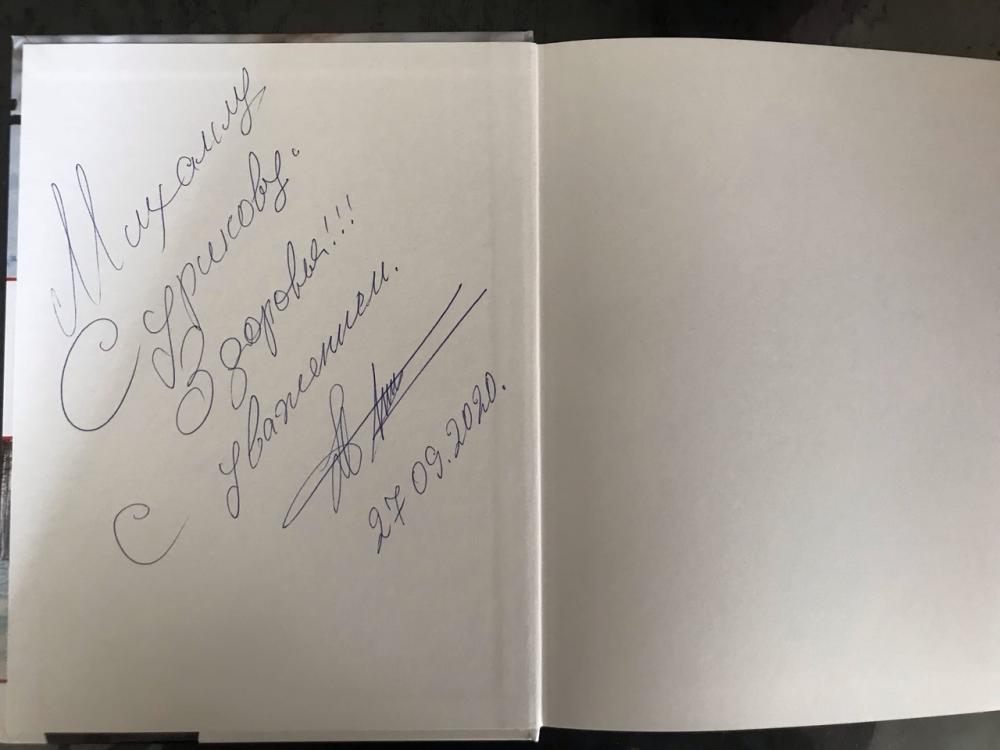 Михаилу
Сурикову.
Здоровья!!!
С уважением.
27 09.2020.